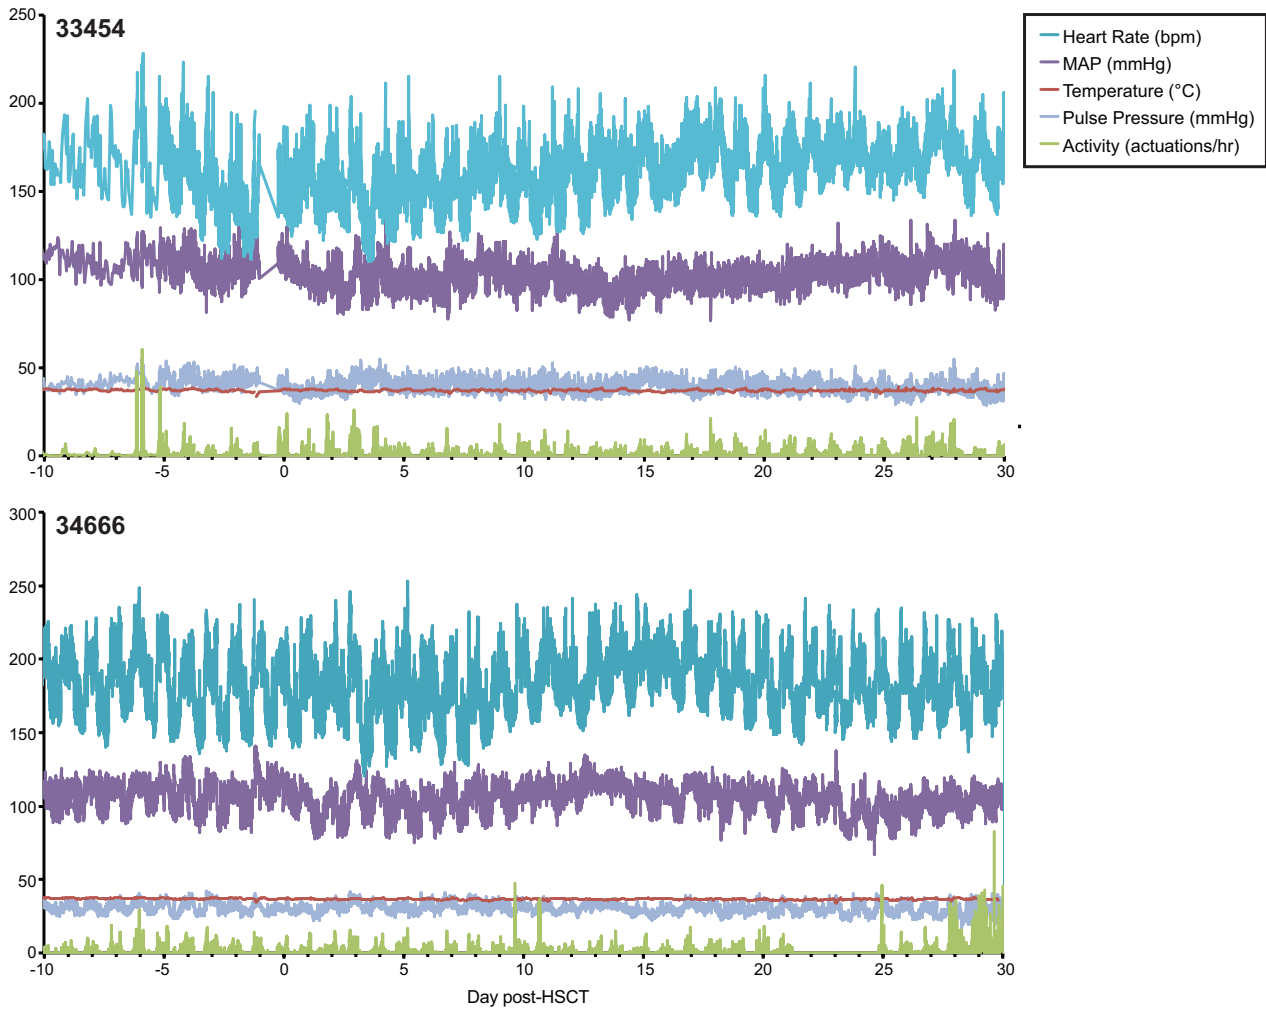 33454
250
200
150
100
50
0
-10 -5 0 5 10 15 20 25 30
Heart Rate (bpm)
MAP (mmHg)
Temperature (°C)
Pulse Pressure (mmHg)
Activity (actuations/hr)
34666
300
250
200
150
100
50
0
-10 -5 0 5 10 15 20 25 30
Day post-HSCT